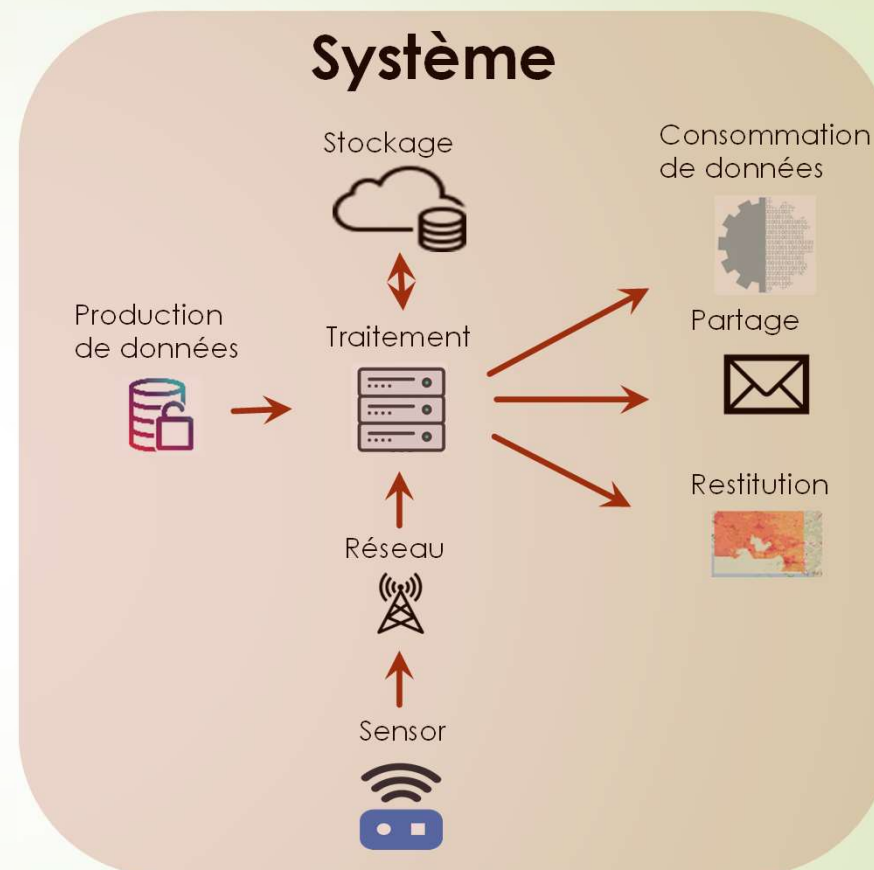 Système
Stockage
Consommation
de données
Production
de données
Traitement
Partage
Restitution
Réseau
Sensor